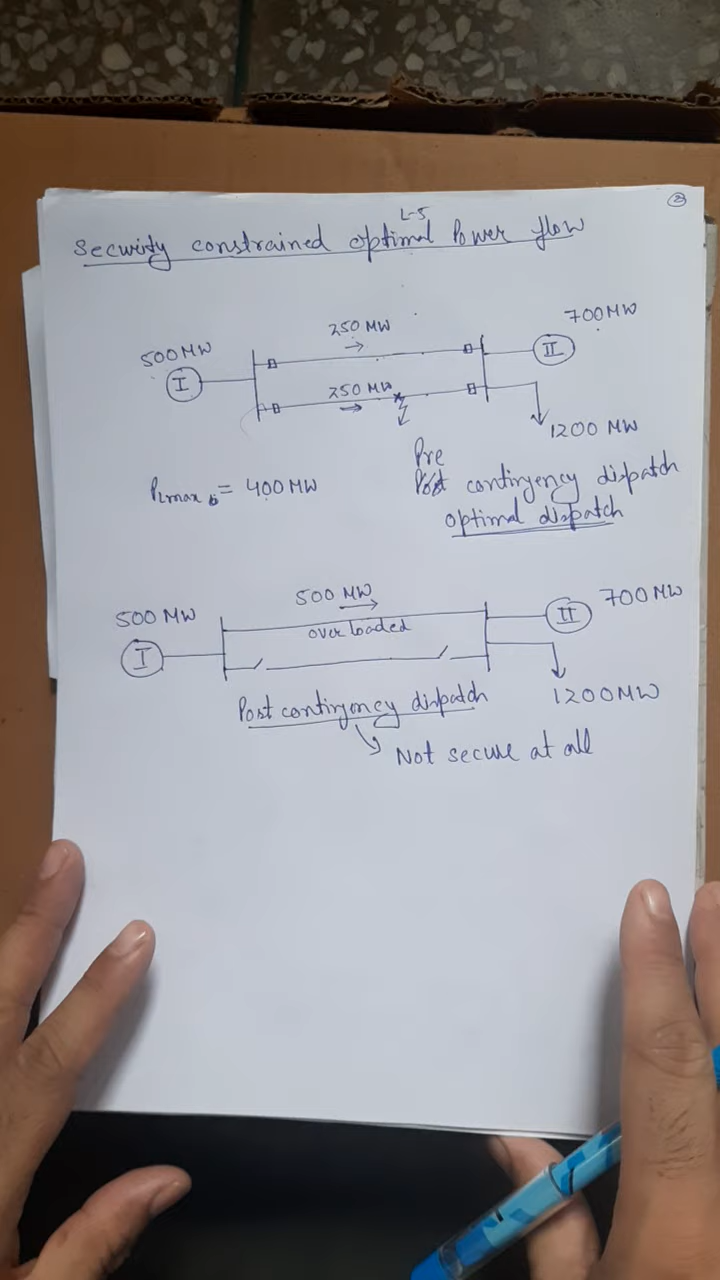 ②
L-5
Security constrained optimal Power flow
700 MW
250 MW
500 MW
I
II
250 MW
1200 MW
Pre
PLmax = 400 MW
Post contingency dispatch
optimal dispatch
500 MW
700 MW
500 MW
II
over loaded
I
1200 MW
Post contingency dispatch
Not secure at all